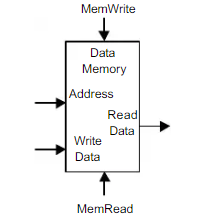 MemWrite
Data
Memory
Address
Read
Data
Write
Data
MemRead